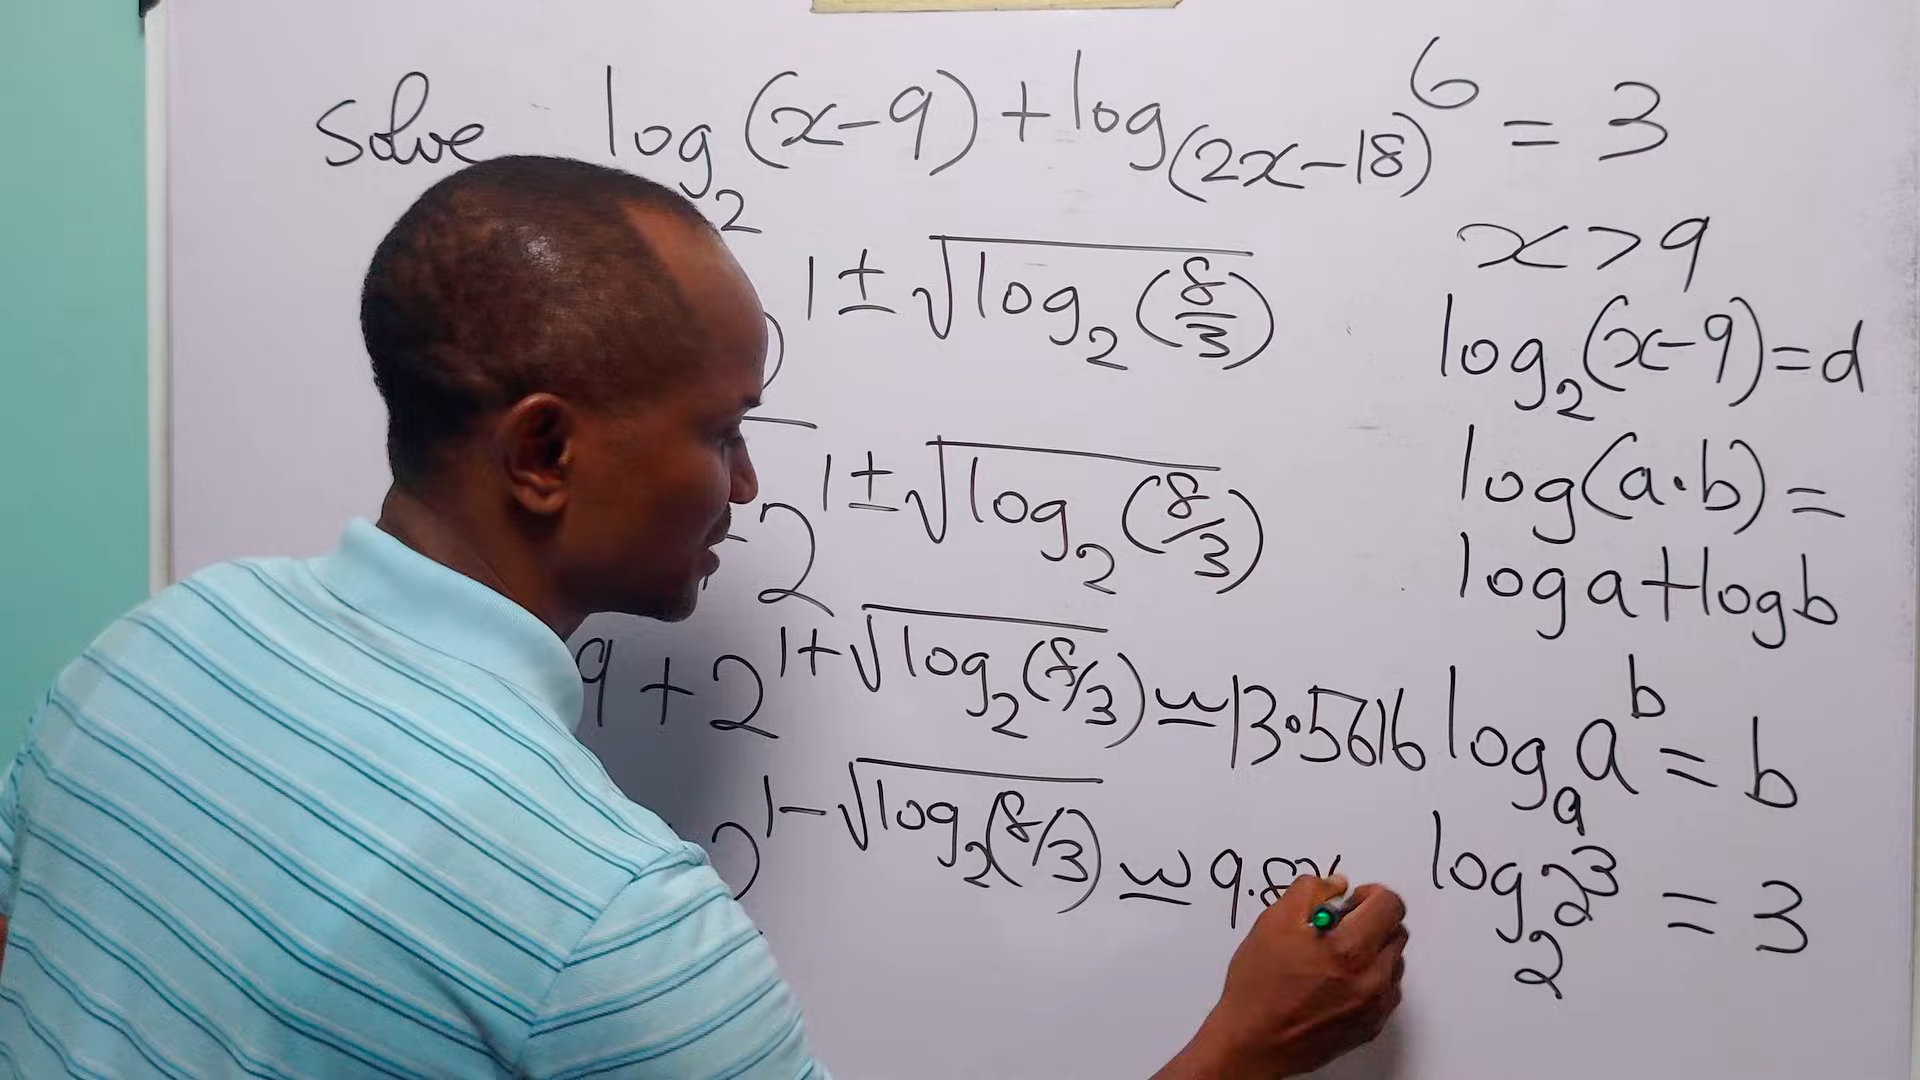 Solve log₂(x-9) + log₍₂ₓ₋₁₈₎ 6 = 3
x > 9
1 ± √log₂(8/3)
log₂(x-9) = d
2^(1 ± √log₂(8/3))
log(a·b) =
log a + log b
9 + 2^(1+√log₂(8/3)) ≃ 13.5616
logₐ a^b = b
2^(1-√log₂(8/3)) ≃ 9.8
log₂ 2³ = 3